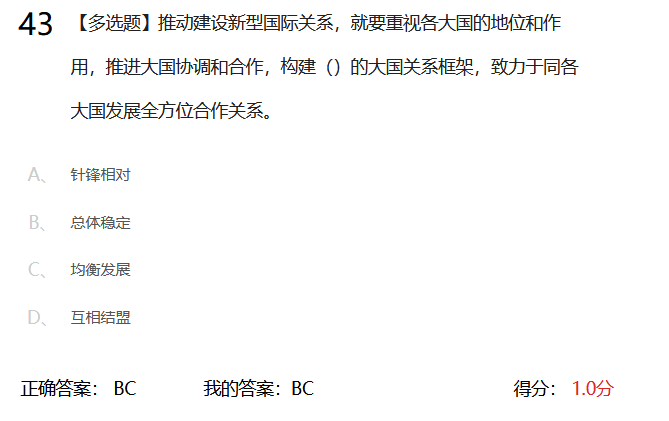 43 【多选题】推动建设新型国际关系，就要重视各大国的地位和作
用，推进大国协调和合作，构建（）的大国关系框架，致力于同各
大国发展全方位合作关系。
A、 针锋相对
B、 总体稳定
C、 均衡发展
D、 互相结盟
正确答案： BC 我的答案：BC 得分： 1.0分